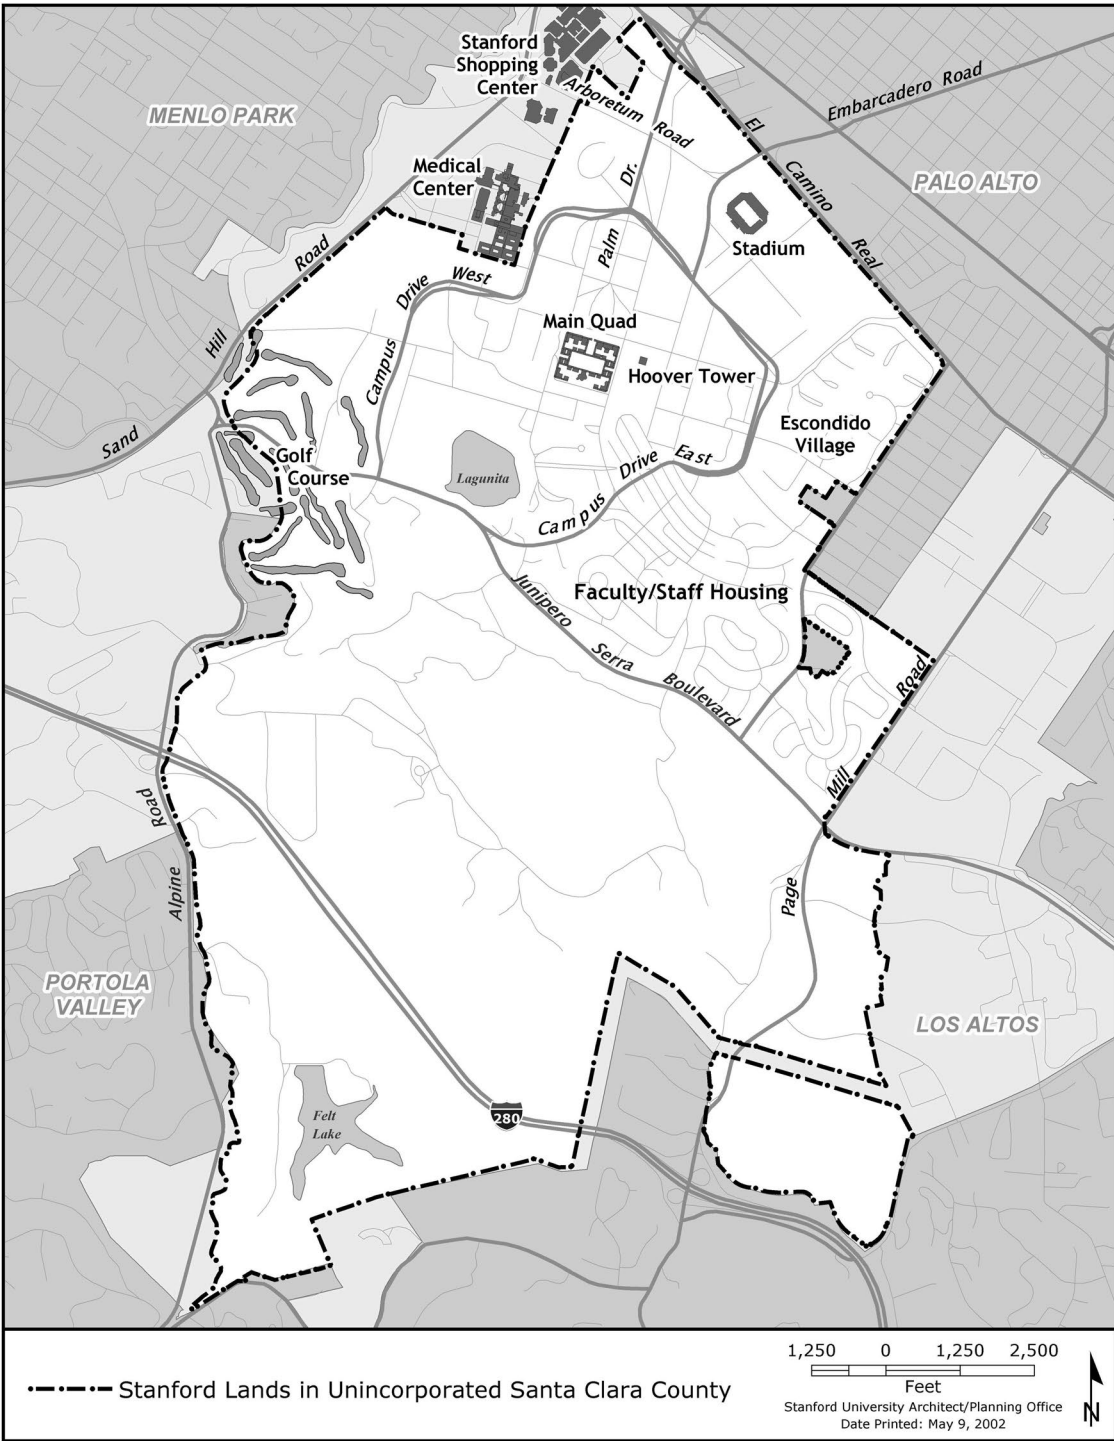 Stanford
Shopping
Center
Arboretum Road
Embarcadero Road
El Camino Real
MENLO PARK
PALO ALTO
Medical
Center
Palm Dr.
Stadium
Sand Hill Road
Campus Drive West
Main Quad
Hoover Tower
Escondido
Village
Golf
Course
Lagunita
Campus Drive East
Faculty/Staff Housing
Junipero Serra Boulevard
Page Mill Road
Alpine Road
PORTOLA
VALLEY
LOS ALTOS
Felt
Lake
280
Stanford Lands in Unincorporated Santa Clara County
1,250 0 1,250 2,500
Feet
Stanford University Architect/Planning Office
Date Printed: May 9, 2002
N